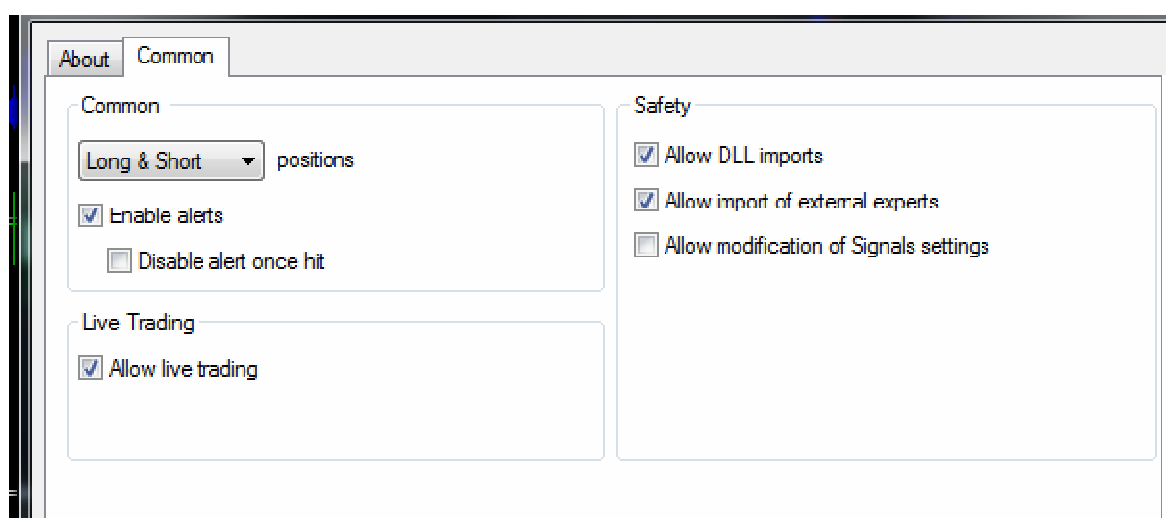 About Common
Common
Long & Short positions
Enable alerts
Disable alert once hit
Live Trading
Allow live trading
Safety
Allow DLL imports
Allow import of external experts
Allow modification of Signals settings